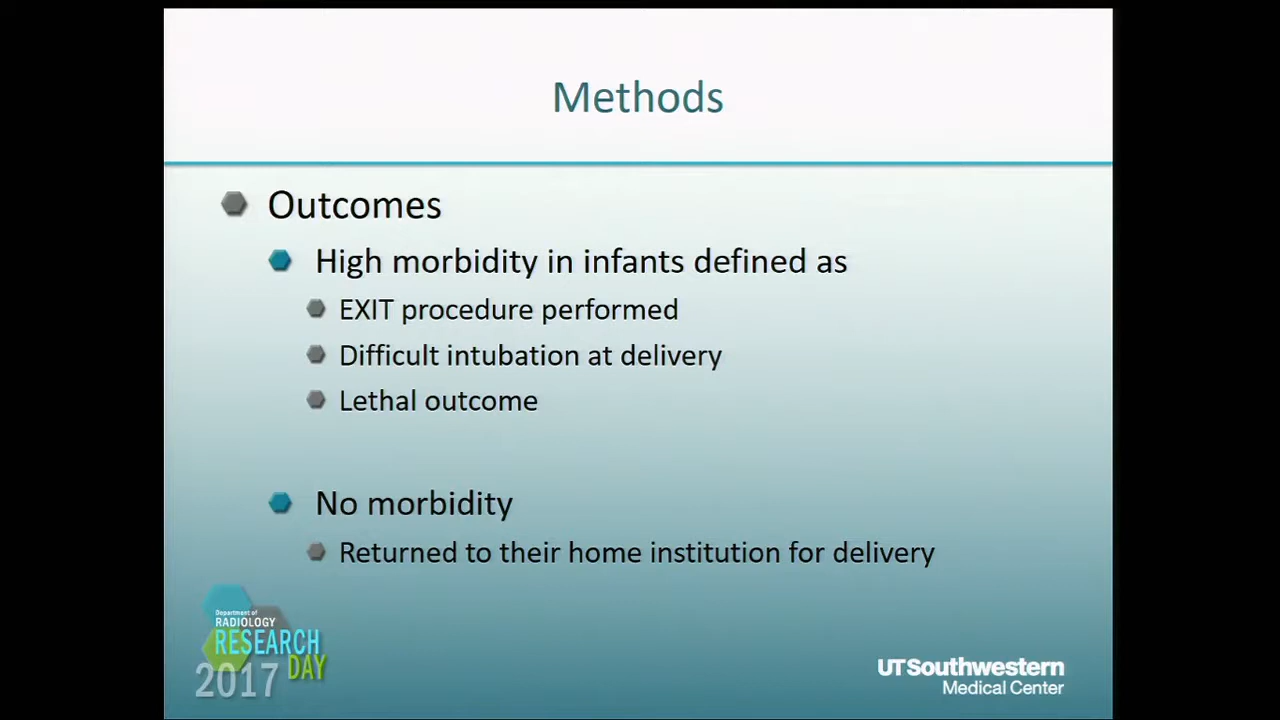 Methods
Outcomes
High morbidity in infants defined as
EXIT procedure performed
Difficult intubation at delivery
Lethal outcome
No morbidity
Returned to their home institution for delivery
Department of
RADIOLOGY
RESEARCH
DAY
2017
UTSouthwestern
Medical Center